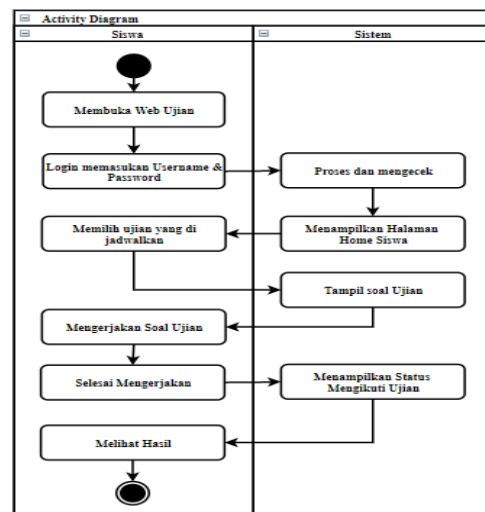 Activity Diagram
Siswa
Sistem
Membuka Web Ujian
Login memasukan Username &
Password
Proses dan mengecek
Menampilkan Halaman
Home Siswa
Memilih ujian yang di
jadwalkan
Tampil soal Ujian
Mengerjakan Soal Ujian
Selesai Mengerjakan
Menampilkan Status
Mengikuti Ujian
Melihat Hasil